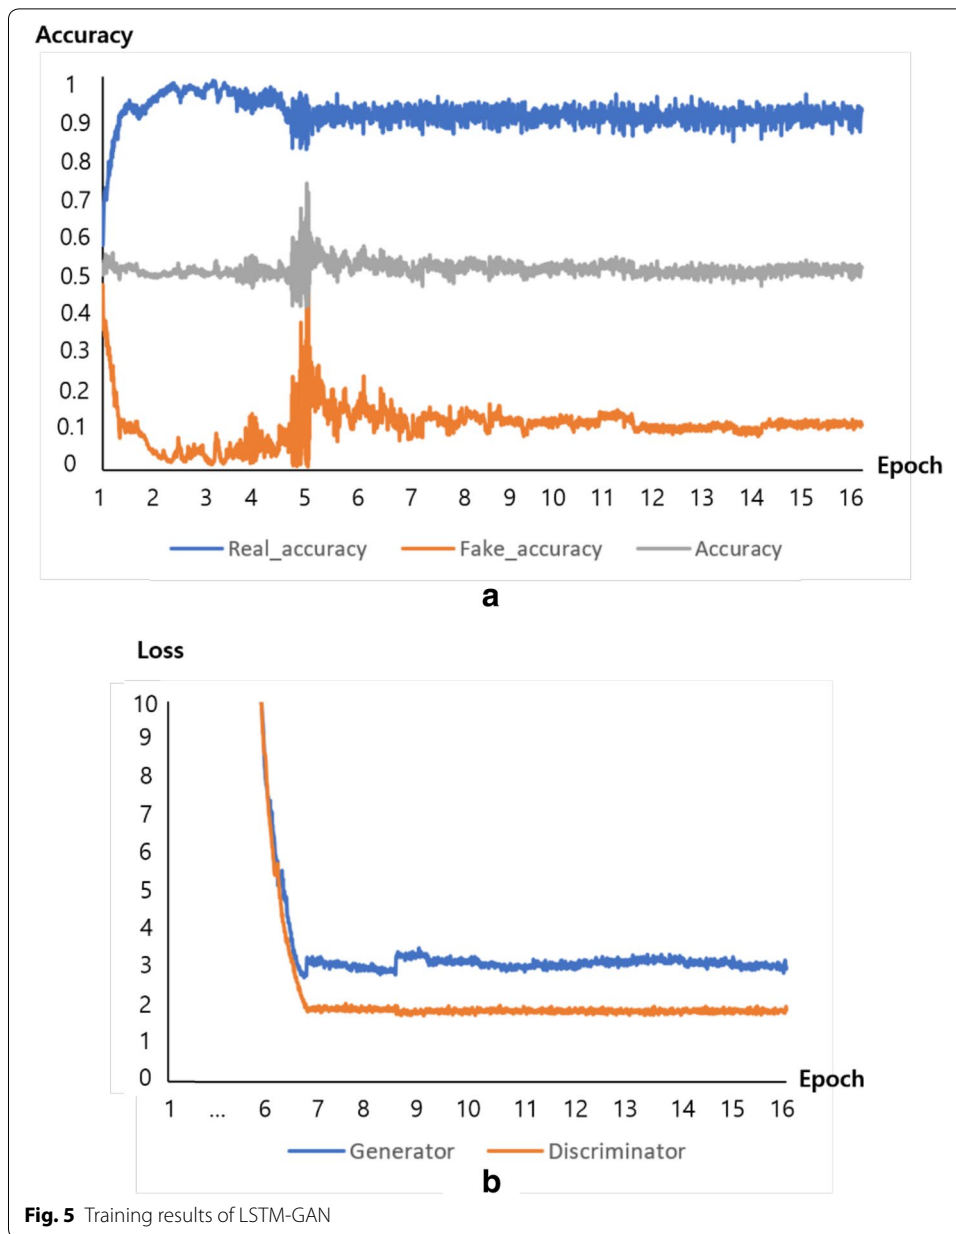 Accuracy
1
0.9
0.8
0.7
0.6
0.5
0.4
0.3
0.2
0.1
0
Epoch
1 2 3 4 5 6 7 8 9 10 11 12 13 14 15 16
Real_accuracy Fake_accuracy Accuracy
a
Loss
10
9
8
7
6
5
4
3
2
1
0
Epoch
1 ... 6 7 8 9 10 11 12 13 14 15 16
Generator Discriminator
b
Fig. 5 Training results of LSTM-GAN